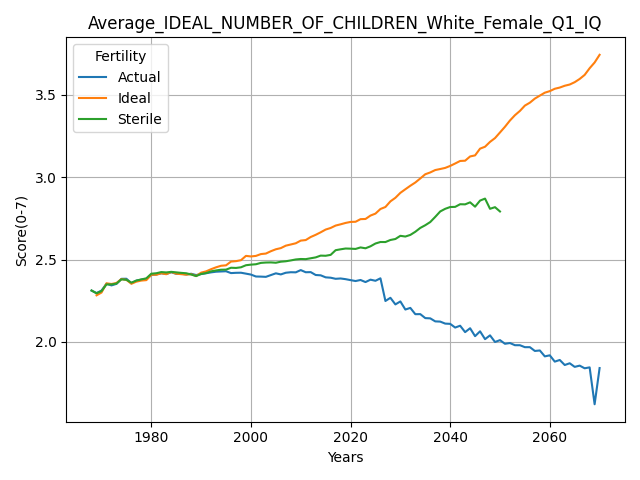 Average_IDEAL_NUMBER_OF_CHILDREN_White_Female_Q1_IQ
Fertility
Actual
Ideal
Sterile
Score(0-7)
3.5
3.0
2.5
2.0
1980
2000
2020
2040
2060
Years